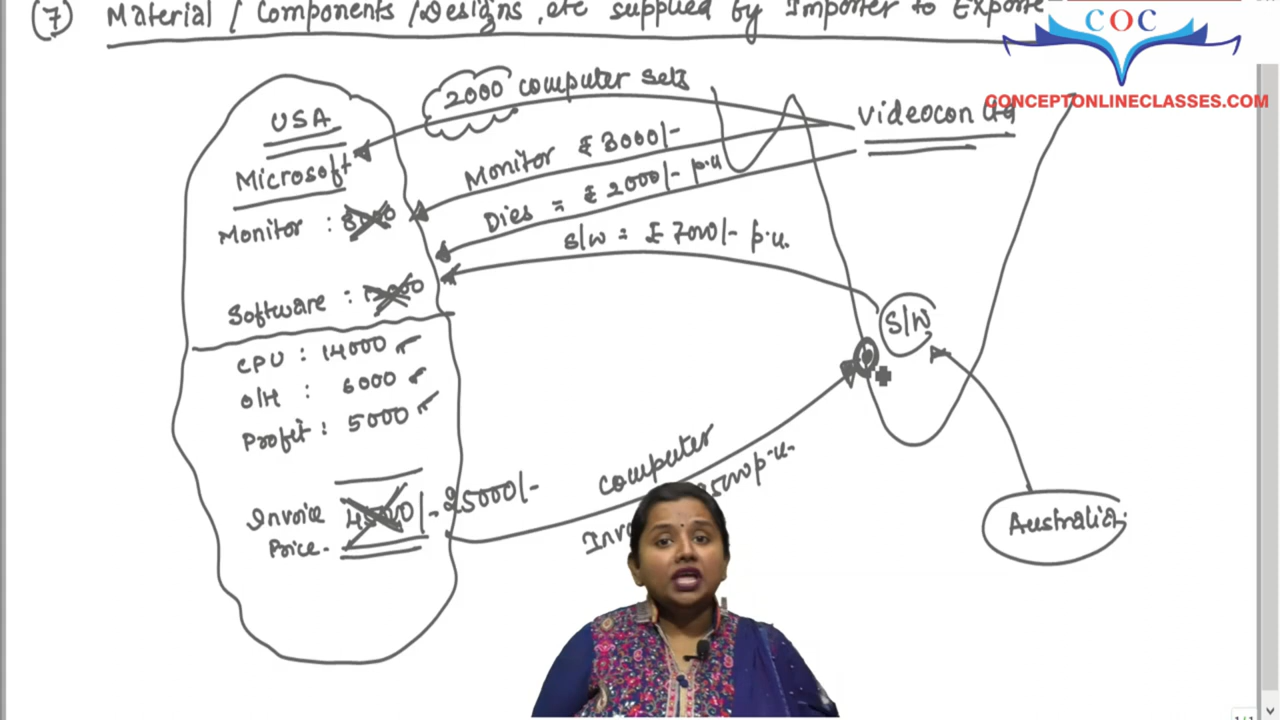 (7) Material / Components / Designs, etc supplied by Importer to Exporte
COC
CONCEPTONLINECLASSES.COM
2000 computer sets
Videocon
USA
Microsoft
Monitor ₹ 3000/-
Dies = ₹ 2000/- p.u
Monitor :
S/W = ₹ 7000/- p.u.
Software :
S/W
CPU : 14000
O/H : 6000
Profit : 5000
computer
Invoice 25000/-
Price -
p.u.
Australia